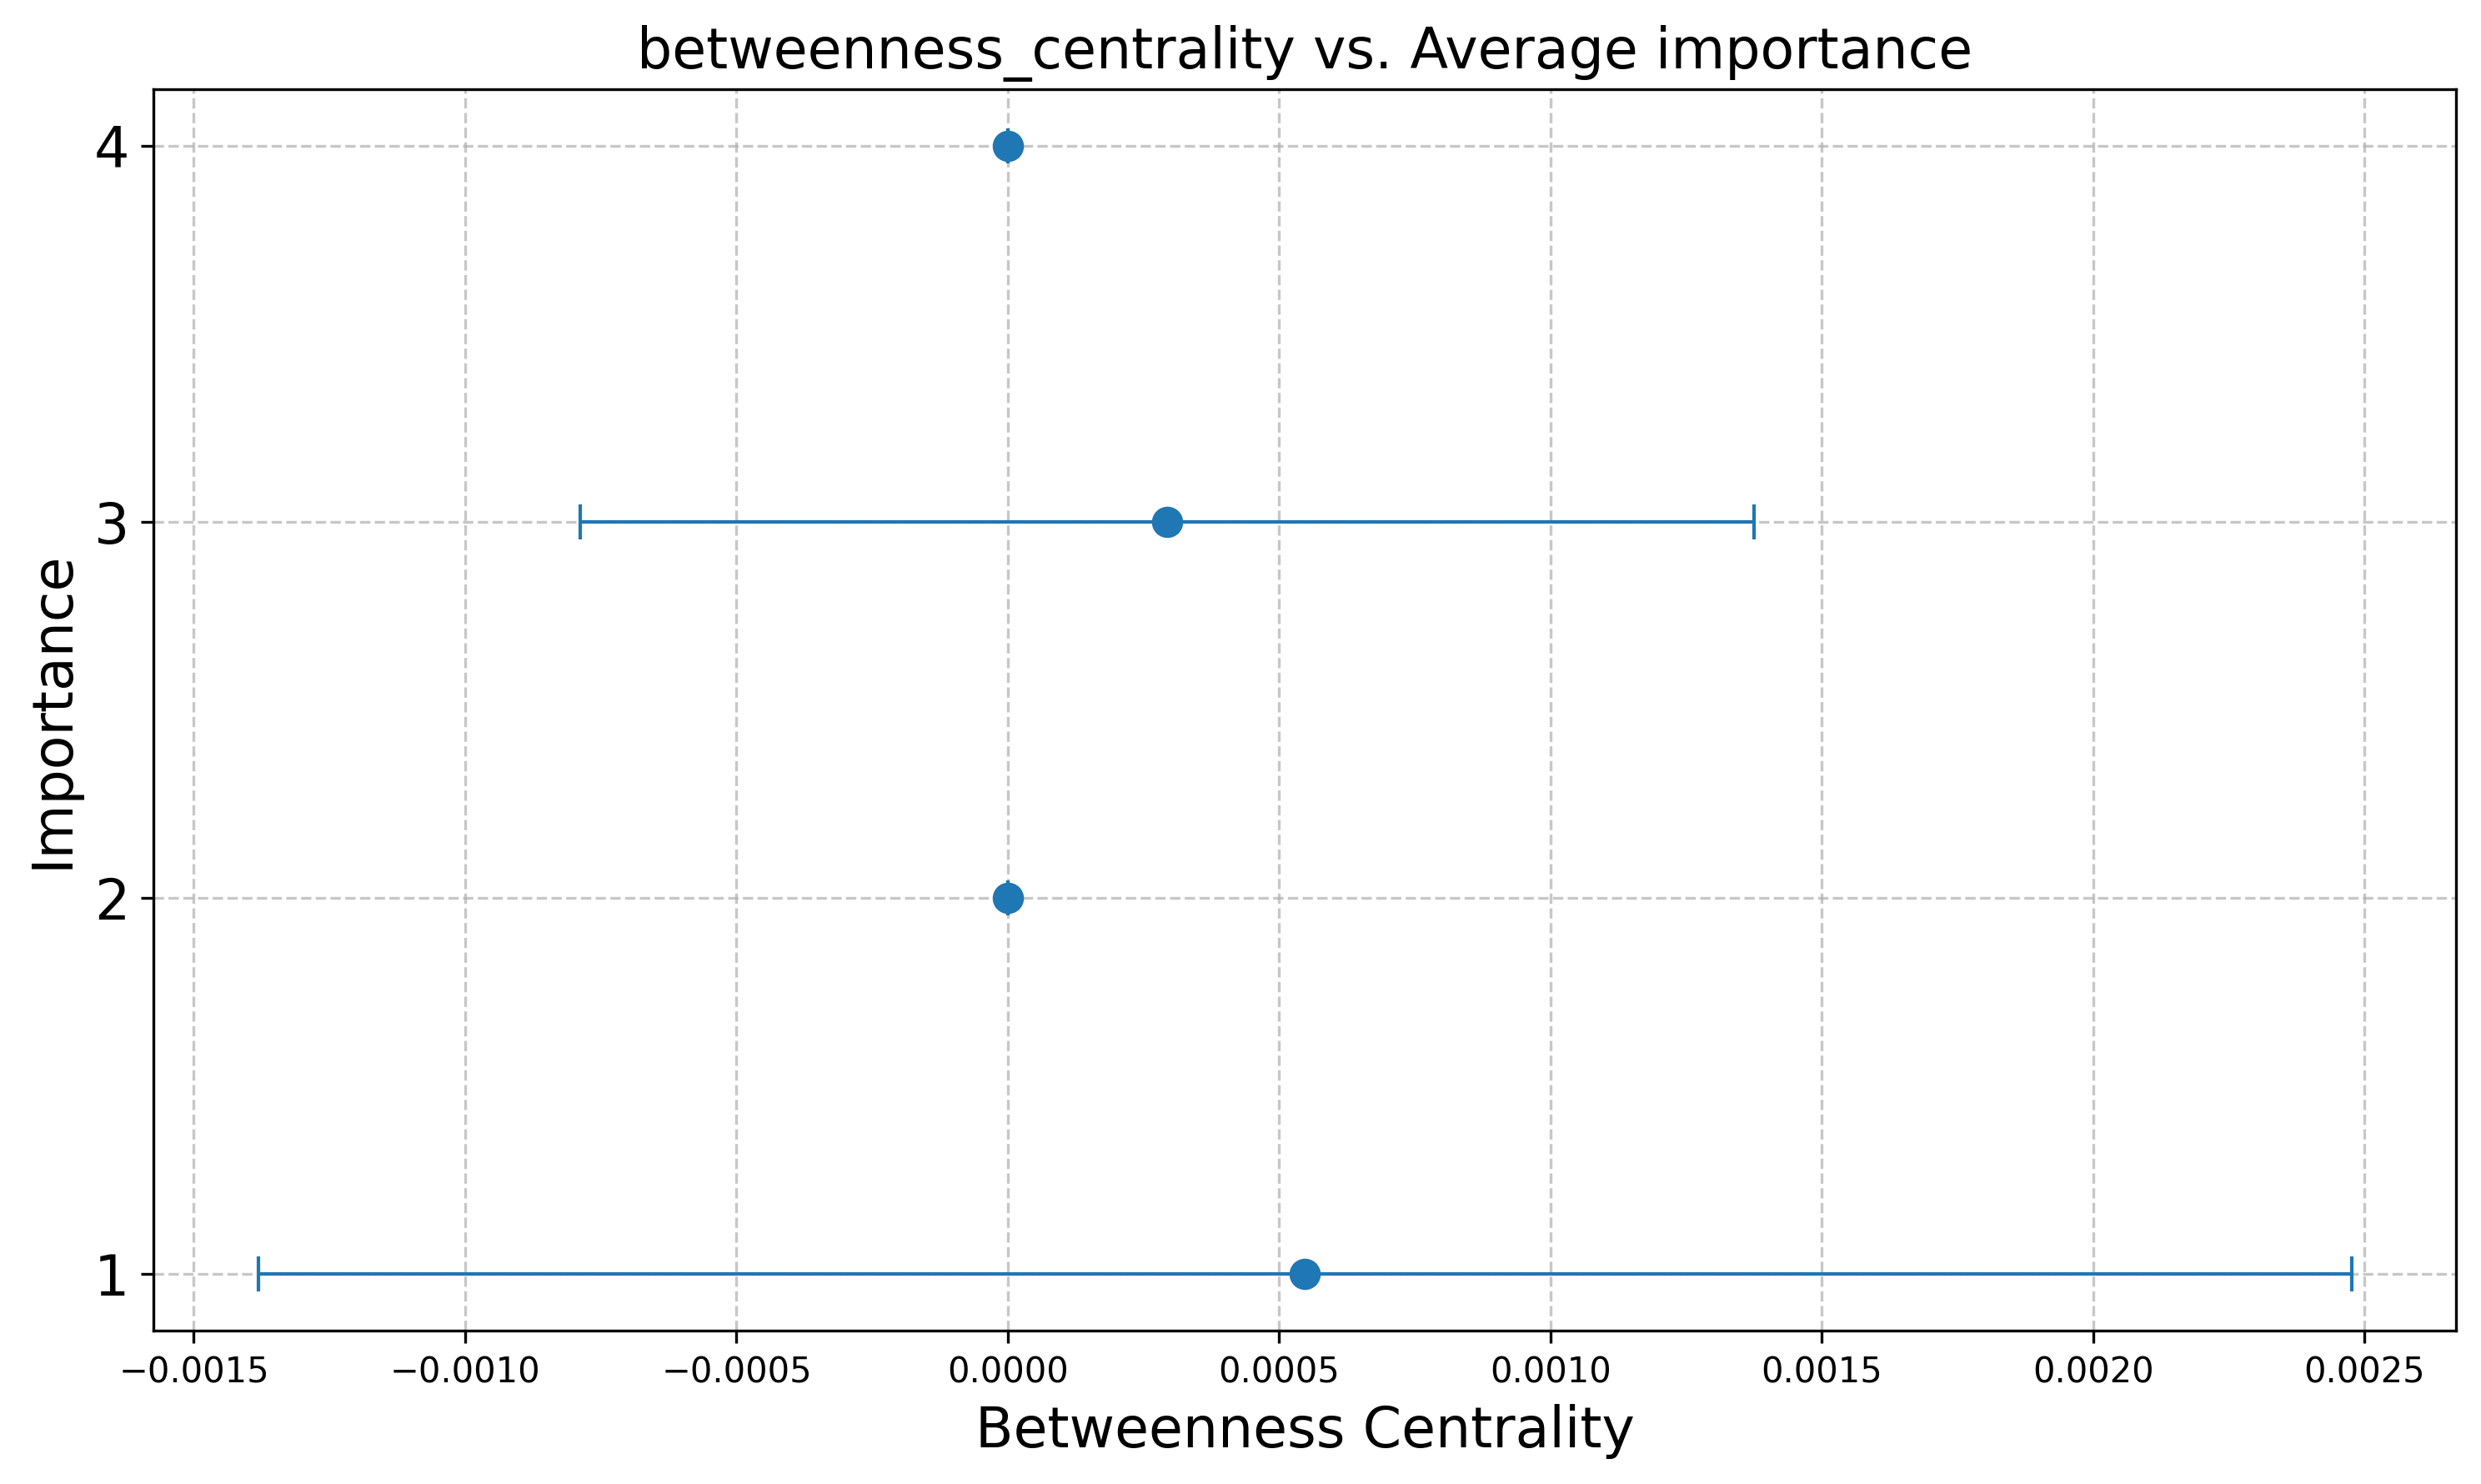 betweenness_centrality vs. Average importance
Importance
4
3
2
1
−0.0015 −0.0010 −0.0005 0.0000 0.0005 0.0010 0.0015 0.0020 0.0025
Betweenness Centrality